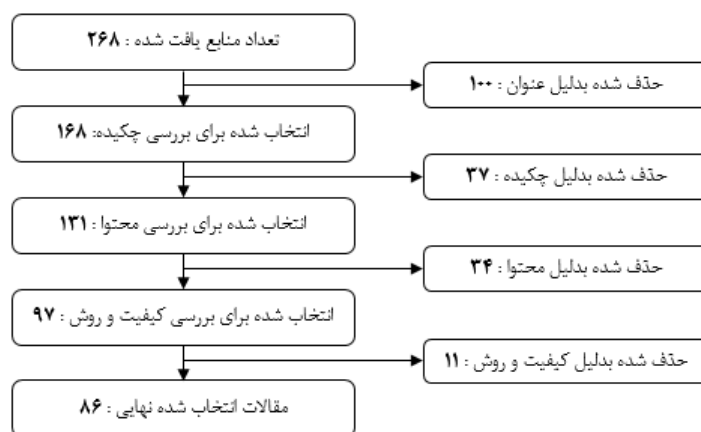 تعداد منابع یافت شده : ۲۶۸
حذف شده بدلیل عنوان : ۱۰۰
انتخاب شده برای بررسی چکیده: ۱۶۸
حذف شده بدلیل چکیده : ۳۷
انتخاب شده برای بررسی محتوا : ۱۳۱
حذف شده بدلیل محتوا : ۳۴
انتخاب شده برای بررسی کیفیت و روش : ۹۷
حذف شده بدلیل کیفیت و روش : ۱۱
مقالات انتخاب شده نهایی : ۸۶